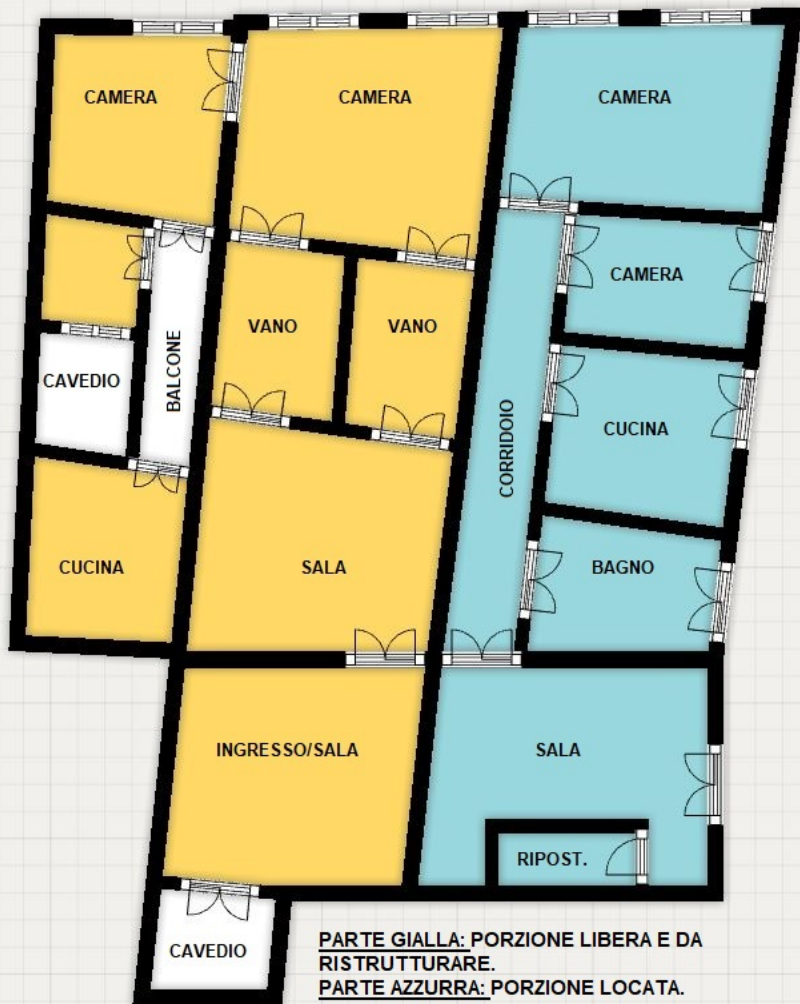 CAMERA
CAMERA
CAMERA
CAMERA
VANO
VANO
BALCONE
CAVEDIO
CORRIDOIO
CUCINA
CUCINA
SALA
BAGNO
INGRESSO/SALA
SALA
RIPOST.
CAVEDIO
PARTE GIALLA: PORZIONE LIBERA E DA
RISTRUTTURARE.
PARTE AZZURRA: PORZIONE LOCATA.